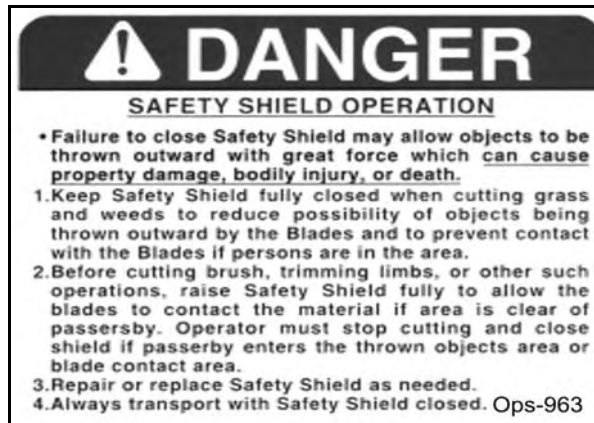 DANGER
SAFETY SHIELD OPERATION
• Failure to close Safety Shield may allow objects to be
thrown outward with great force which can cause
property damage, bodily injury, or death.
1.Keep Safety Shield fully closed when cutting grass
and weeds to reduce possibility of objects being
thrown outward by the Blades and to prevent contact
with the Blades if persons are in the area.
2.Before cutting brush, trimming limbs, or other such
operations, raise Safety Shield fully to allow the
blades to contact the material if area is clear of
passersby. Operator must stop cutting and close
shield if passerby enters the thrown objects area or
blade contact area.
3.Repair or replace Safety Shield as needed.
4.Always transport with Safety Shield closed. Ops-963